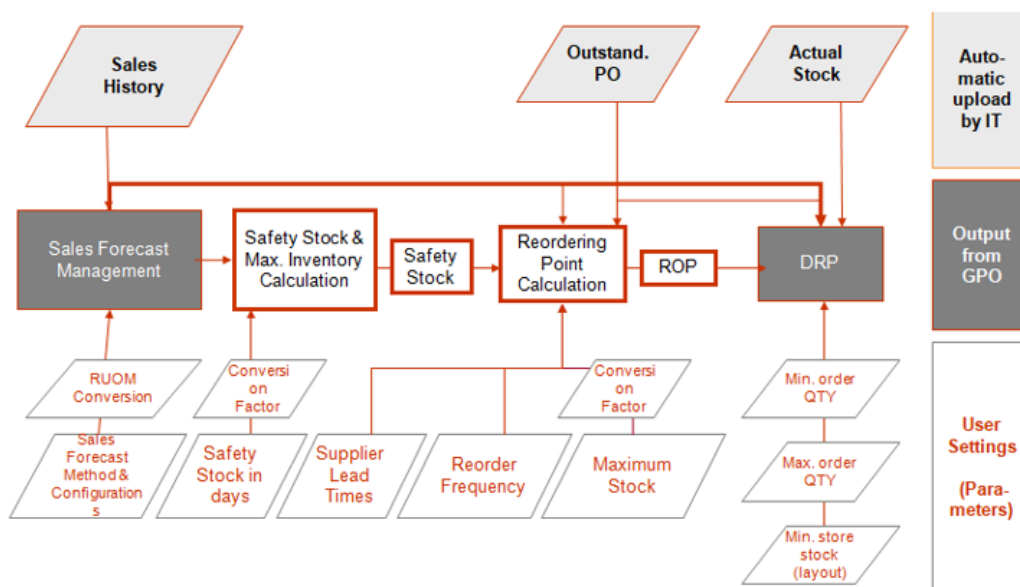 Sales
History
Outstand.
PO
Actual
Stock
Auto-
matic
upload
by IT
Sales Forecast
Management
Safety Stock &
Max. Inventory
Calculation
Safety
Stock
Reordering
Point
Calculation
ROP
DRP
Output
from
GPO
RUOM
Conversion
Conversi
on
Factor
Conversi
on
Factor
Min. order
QTY
Sales
Forecast
Method &
Configuration
s
Safety
Stock in
days
Supplier
Lead
Times
Reorder
Frequency
Maximum
Stock
Max. order
QTY
Min. store
stock
(layout)
User
Settings
(Para-
meters)